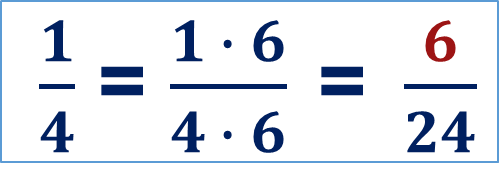 1/4 = 1 · 6/4 · 6 = 6/24